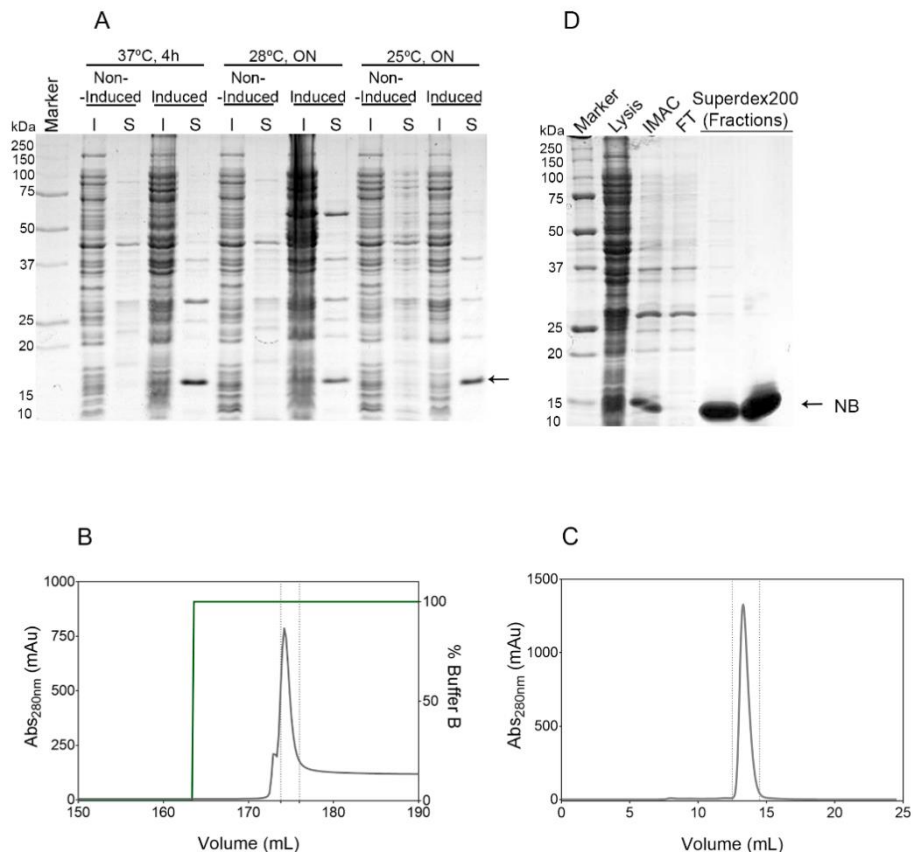 A
37ºC, 4h
28ºC, ON
25ºC, ON
Marker
Non-
-Induced
Induced
Non-
-Induced
Induced
Non-
-Induced
Induced
kDa
I S I S I S I S I S I S
250
150
100
75
50
37
25
20
15
10
←
D
Marker
Lysis
IMAC
FT
Superdex200
(Fractions)
kDa
250
150
100
75
50
37
25
20
15
10
← NB
B
1000
750
500
250
0
Abs280nm (mAu)
100
50
0
% Buffer B
150 160 170 180 190
Volume (mL)
C
1500
1000
500
0
Abs280nm (mAu)
0 5 10 15 20 25
Volume (mL)